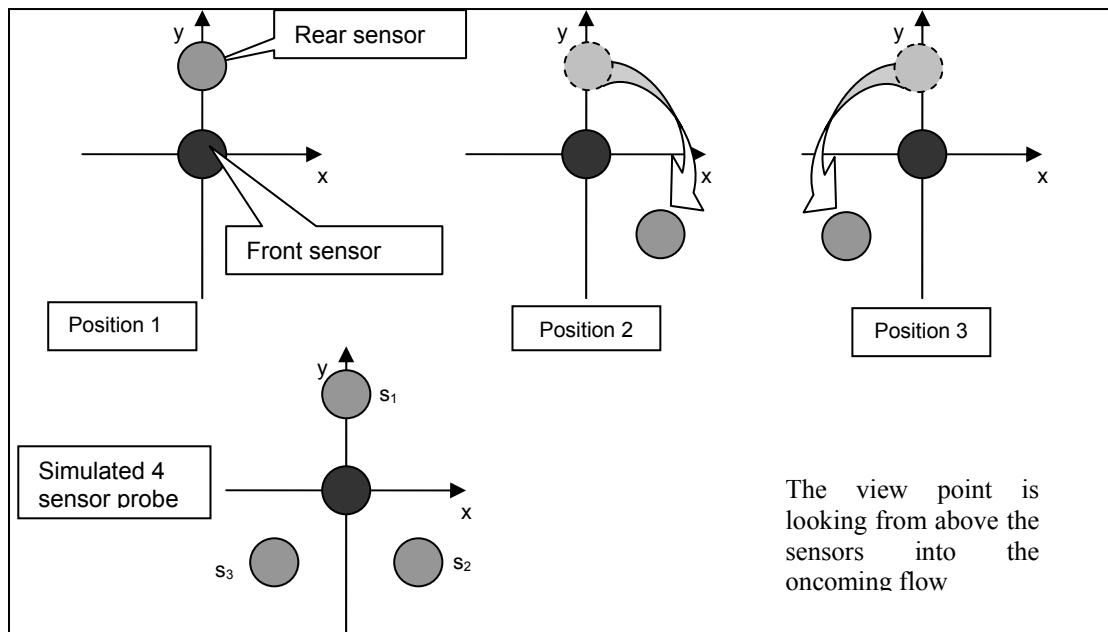 y
Rear sensor
x
Front sensor
Position 1
y
x
Position 2
y
Position 3
y
s1
Simulated 4
sensor probe
x
s3
s2
The view point is
looking from above the
sensors into the
oncoming flow